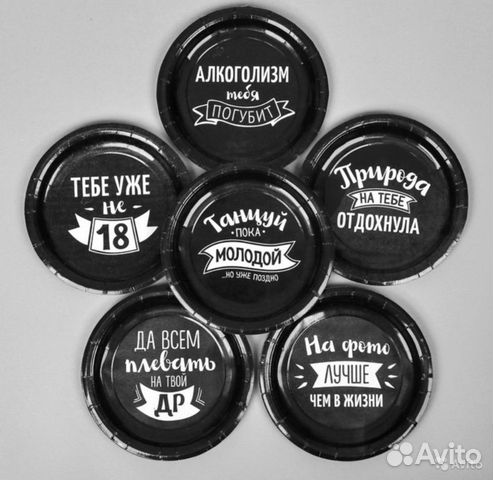 АЛКОГОЛИЗМ
тебя
ПОГУБИТ
ТЕБЕ УЖЕ
не
18
Природа
НА ТЕБЕ
ОТДОХНУЛА
Танцуй
ПОКА
МОЛОДОЙ
...НО УЖЕ ПОЗДНО
ДА ВСЕМ
плевать
НА ТВОЙ
ДР
На фото
ЛУЧШЕ
ЧЕМ В ЖИЗНИ
Avito